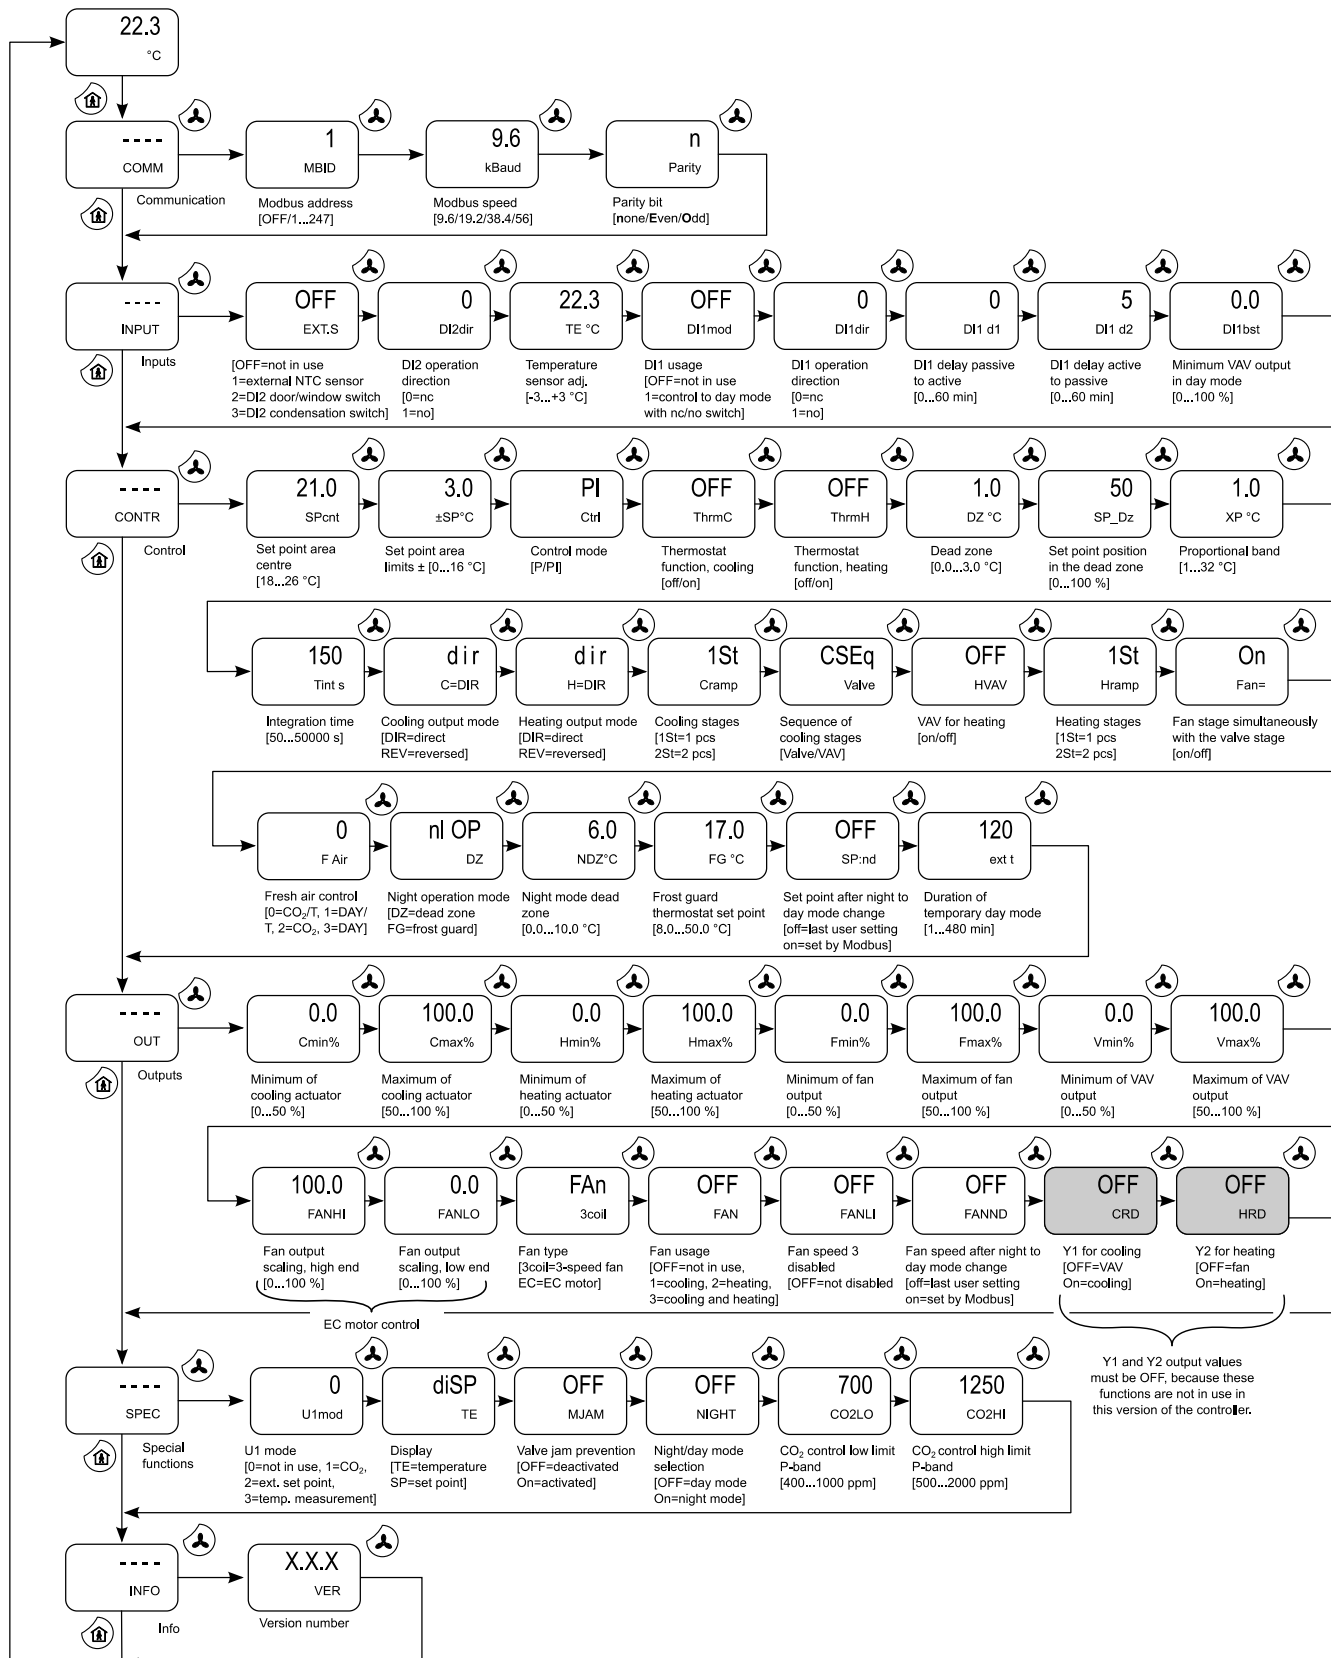 22.3
°C
----
COMM
Communication
1
MBID
Modbus address
[OFF/1...247]
9.6
kBaud
Modbus speed
[9.6/19.2/38.4/56]
n
Parity
Parity bit
[none/Even/Odd]
----
INPUT
Inputs
OFF
EXT.S
[OFF=not in use
1=external NTC sensor
2=DI2 door/window switch
3=DI2 condensation switch]
0
DI2dir
DI2 operation
direction
[0=nc
1=no]
22.3
TE °C
Temperature
sensor adj.
[-3...+3 °C]
OFF
DI1mod
DI1 usage
[OFF=not in use
1=control to day mode
with nc/no switch]
0
DI1dir
DI1 operation
direction
[0=nc
1=no]
0
DI1 d1
DI1 delay passive
to active
[0...60 min]
5
DI1 d2
DI1 delay active
to passive
[0...60 min]
0.0
DI1bst
Minimum VAV output
in day mode
[0...100 %]
----
CONTR
Control
21.0
SPcnt
Set point area
centre
[18...26 °C]
3.0
±SP°C
Set point area
limits ± [0...16 °C]
PI
Ctrl
Control mode
[P/PI]
OFF
ThrmC
Thermostat
function, cooling
[off/on]
OFF
ThrmH
Thermostat
function, heating
[off/on]
1.0
DZ °C
Dead zone
[0.0...3.0 °C]
50
SP_Dz
Set point position
in the dead zone
[0...100 %]
1.0
XP °C
Proportional band
[1...32 °C]
150
Tint s
Integration time
[50...50000 s]
dir
C=DIR
Cooling output mode
[DIR=direct
REV=reversed]
dir
H=DIR
Heating output mode
[DIR=direct
REV=reversed]
1St
Cramp
Cooling stages
[1St=1 pcs
2St=2 pcs]
CSEq
Valve
Sequence of
cooling stages
[Valve/VAV]
OFF
HVAV
VAV for heating
[on/off]
1St
Hramp
Heating stages
[1St=1 pcs
2St=2 pcs]
On
Fan=
Fan stage simultaneously
with the valve stage
[on/off]
0
F Air
Fresh air control
[0=CO₂/T, 1=DAY/
T, 2=CO₂, 3=DAY]
nI OP
DZ
Night operation mode
[DZ=dead zone
FG=frost guard]
6.0
NDZ°C
Night mode dead
zone
[0.0...10.0 °C]
17.0
FG °C
Frost guard
thermostat set point
[8.0...50.0 °C]
OFF
SP:nd
Set point after night to
day mode change
[off=last user setting
on=set by Modbus]
120
ext t
Duration of
temporary day mode
[1...480 min]
----
OUT
Outputs
0.0
Cmin%
Minimum of
cooling actuator
[0...50 %]
100.0
Cmax%
Maximum of
cooling actuator
[50...100 %]
0.0
Hmin%
Minimum of
heating actuator
[0...50 %]
100.0
Hmax%
Maximum of
heating actuator
[50...100 %]
0.0
Fmin%
Minimum of fan
output
[0...50 %]
100.0
Fmax%
Maximum of fan
output
[50...100 %]
0.0
Vmin%
Minimum of VAV
output
[0...50 %]
100.0
Vmax%
Maximum of VAV
output
[50...100 %]
100.0
FANHI
Fan output
scaling, high end
[0...100 %]
0.0
FANLO
Fan output
scaling, low end
[0...100 %]
EC motor control
FAn
3coil
Fan type
[3coil=3-speed fan
EC=EC motor]
OFF
FAN
Fan usage
[OFF=not in use,
1=cooling, 2=heating,
3=cooling and heating]
OFF
FANLI
Fan speed 3
disabled
[OFF=not disabled
OFF
FANND
Fan speed after night to
day mode change
[off=last user setting
on=set by Modbus]
OFF
CRD
Y1 for cooling
[OFF=VAV
On=cooling]
OFF
HRD
Y2 for heating
[OFF=fan
On=heating]
Y1 and Y2 output values
must be OFF, because these
functions are not in use in
this version of the controller.
----
SPEC
Special
functions
0
U1mod
U1 mode
[0=not in use, 1=CO₂,
2=ext. set point,
3=temp. measurement]
diSP
TE
Display
[TE=temperature
SP=set point]
OFF
MJAM
Valve jam prevention
[OFF=deactivated
On=activated]
OFF
NIGHT
Night/day mode
selection
[OFF=day mode
On=night mode]
700
CO2LO
CO₂ control low limit
P-band
[400...1000 ppm]
1250
CO2HI
CO₂ control high limit
P-band
[500...2000 ppm]
----
INFO
Info
X.X.X
VER
Version number